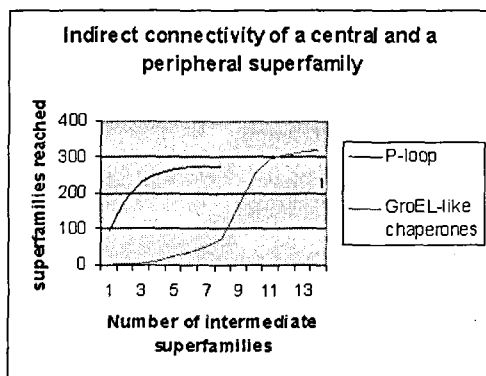 Indirect connectivity of a central and a
peripheral superfamily
superfamilies reached
400
300
200
100
0
1 3 5 7 9 11 13
Number of intermediate
superfamilies
P-loop
GroEL-like
chaperones